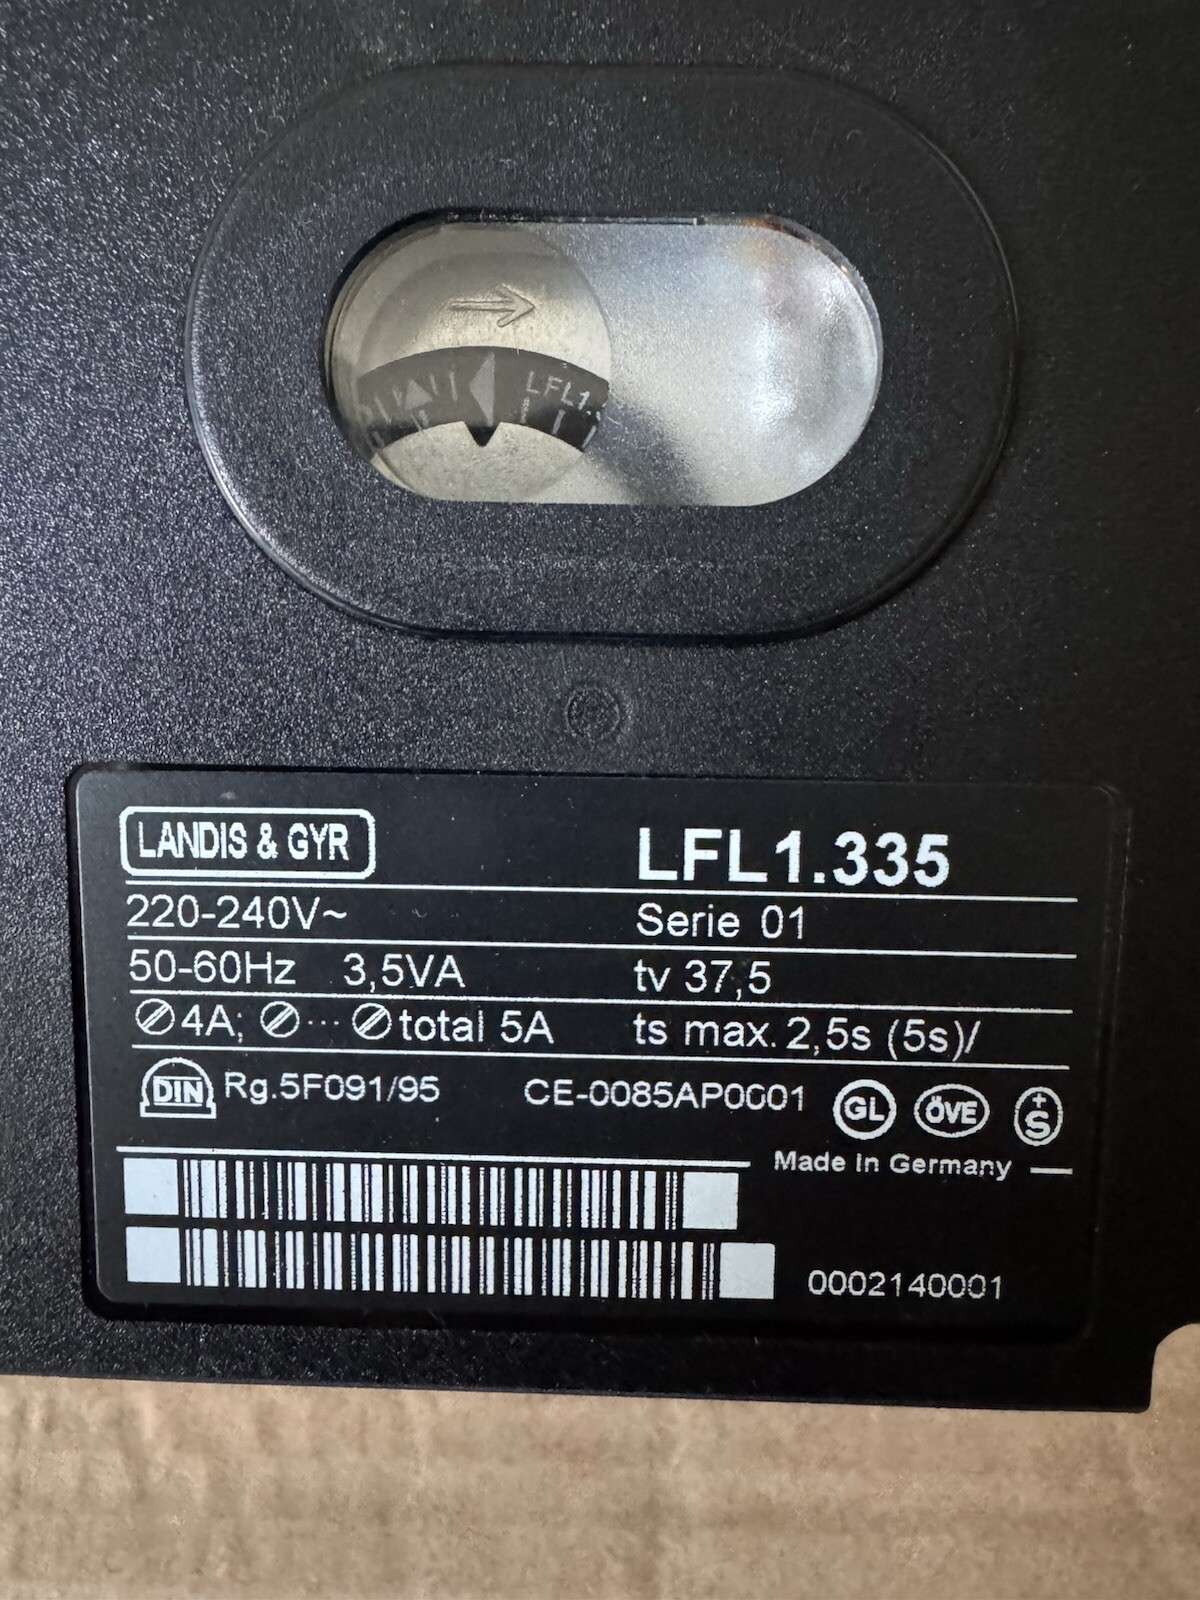 LFL1.
LANDIS & GYR
LFL1.335
220-240V~
Serie 01
50-60Hz 3,5VA
tv 37,5
4A; ... total 5A
ts max. 2,5s (5s)/
DIN Rg.5F091/95
CE-0085AP0001
GL
ÖVE
+S
Made in Germany
0002140001